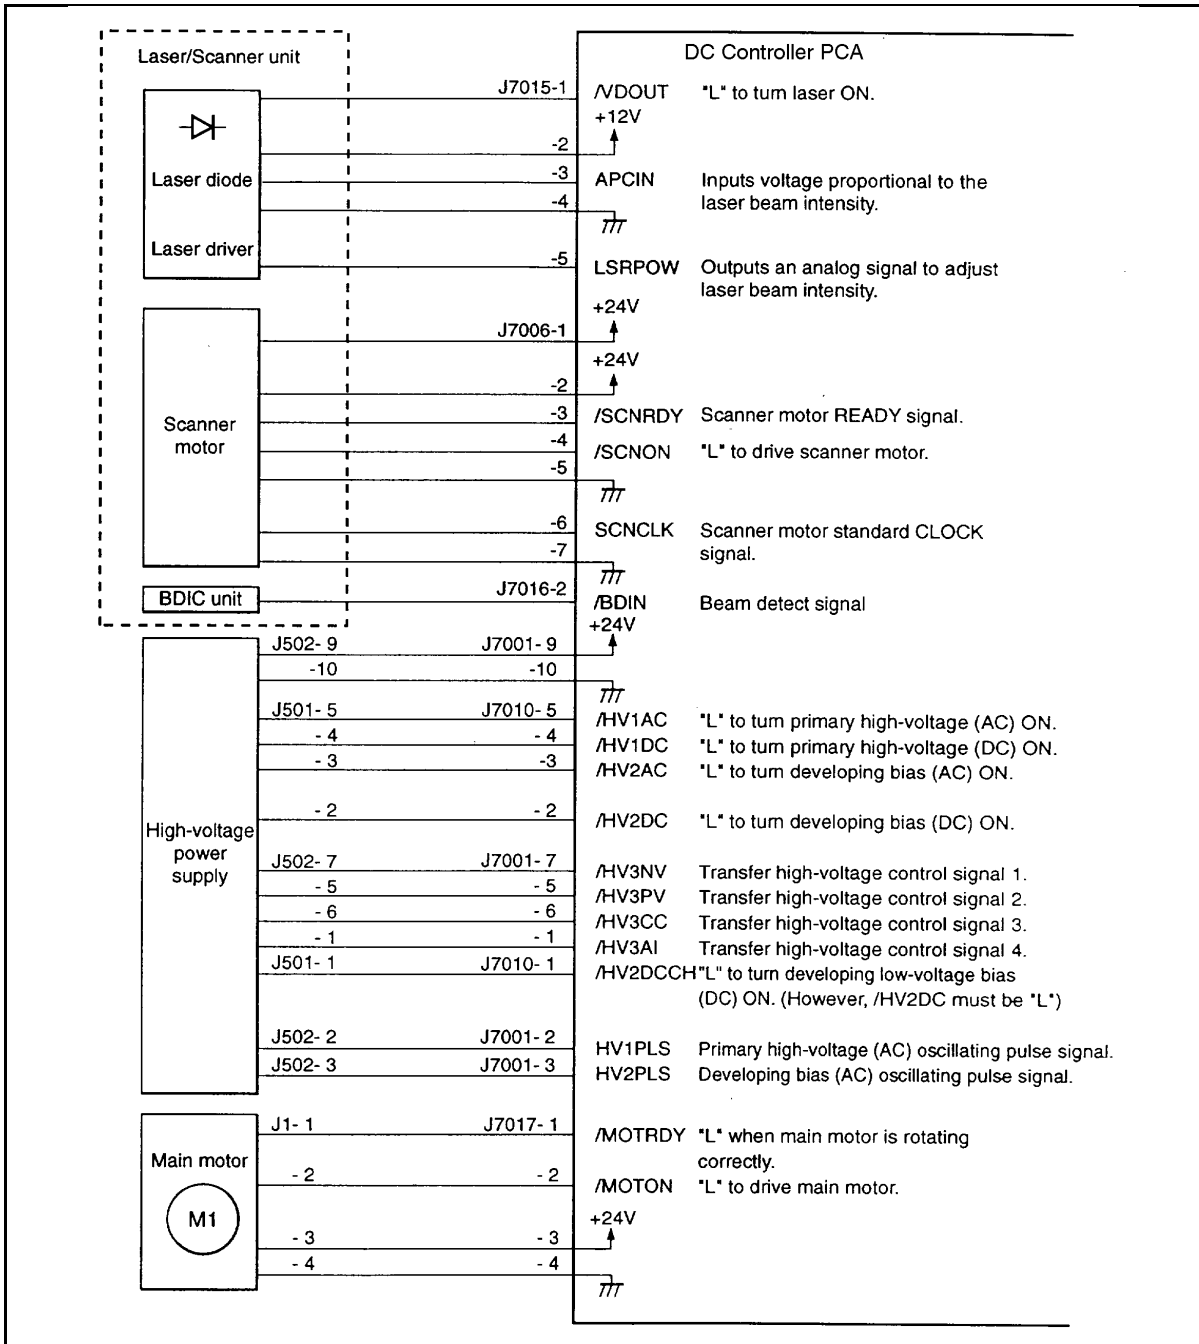 Laser/Scanner unit
DC Controller PCA
J7015-1 /VDOUT "L" to turn laser ON.
+12V
-2
Laser diode -3 APCIN Inputs voltage proportional to the
laser beam intensity.
-4
Laser driver
-5 LSRPOW Outputs an analog signal to adjust
laser beam intensity.
+24V
J7006-1
+24V
-2
Scanner
motor
-3 /SCNRDY Scanner motor READY signal.
-4 /SCNON "L" to drive scanner motor.
-5
-6 SCNCLK Scanner motor standard CLOCK
signal.
-7
BDIC unit J7016-2 /BDIN Beam detect signal
+24V
J502- 9 J7001- 9
-10 -10
J501- 5 J7010- 5 /HV1AC "L" to turn primary high-voltage (AC) ON.
- 4 - 4 /HV1DC "L" to turn primary high-voltage (DC) ON.
- 3 -3 /HV2AC "L" to turn developing bias (AC) ON.
- 2 - 2 /HV2DC "L" to turn developing bias (DC) ON.
High-voltage
power
supply
J502- 7 J7001- 7 /HV3NV Transfer high-voltage control signal 1.
- 5 - 5 /HV3PV Transfer high-voltage control signal 2.
- 6 - 6 /HV3CC Transfer high-voltage control signal 3.
- 1 - 1 /HV3AI Transfer high-voltage control signal 4.
J501- 1 J7010- 1 /HV2DCCH "L" to turn developing low-voltage bias
(DC) ON. (However, /HV2DC must be "L")
J502- 2 J7001- 2 HV1PLS Primary high-voltage (AC) oscillating pulse signal.
J502- 3 J7001- 3 HV2PLS Developing bias (AC) oscillating pulse signal.
J1- 1 J7017- 1 /MOTRDY "L" when main motor is rotating
correctly.
Main motor
- 2 - 2 /MOTON "L" to drive main motor.
M1
+24V
- 3 - 3
- 4 - 4